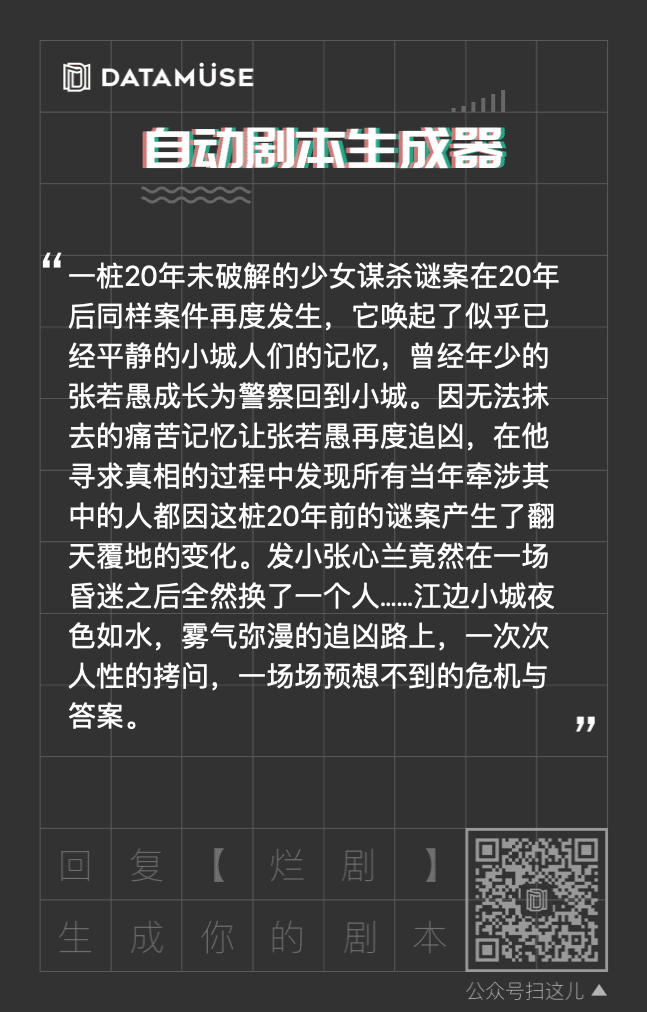 DATAMÜSE
自动剧本生成器
“一桩20年未破解的少女谋杀谜案在20年
后同样案件再度发生，它唤起了似乎已
经平静的小城人们的记忆，曾经年少的
张若愚成长为警察回到小城。因无法抹
去的痛苦记忆让张若愚再度追凶，在他
寻求真相的过程中发现所有当年牵涉其
中的人都因这桩20年前的谜案产生了翻
天覆地的变化。发小张心兰竟然在一场
昏迷之后全然换了一个人……江边小城夜
色如水，雾气弥漫的追凶路上，一次次
人性的拷问，一场场预想不到的危机与
答案。”
回复【烂剧】
生成你的剧本
公众号扫这儿▲